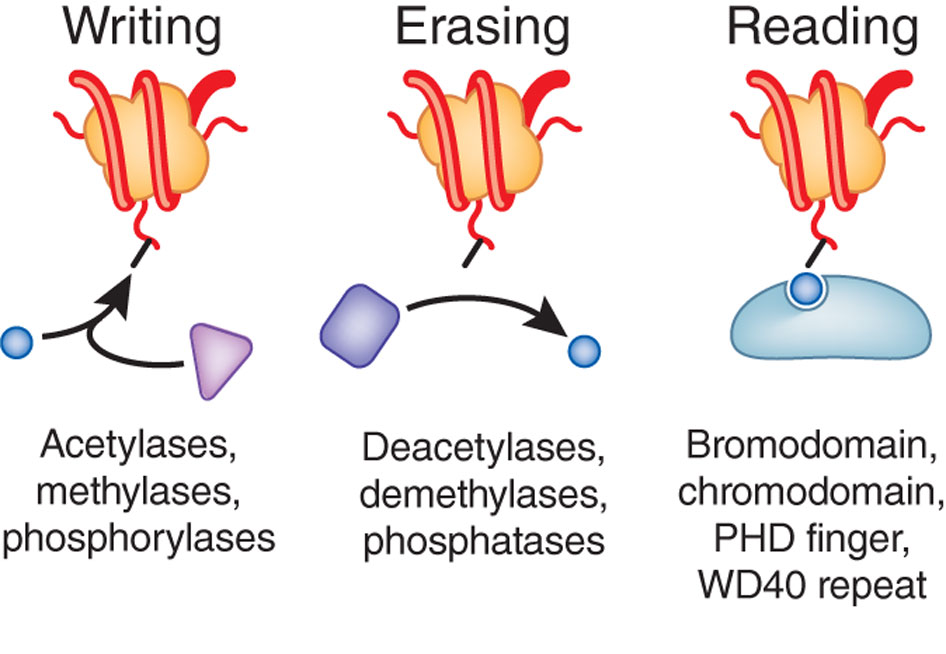 Writing
Erasing
Reading
Acetylases,
methylases,
phosphorylases
Deacetylases,
demethylases,
phosphatases
Bromodomain,
chromodomain,
PHD finger,
WD40 repeat